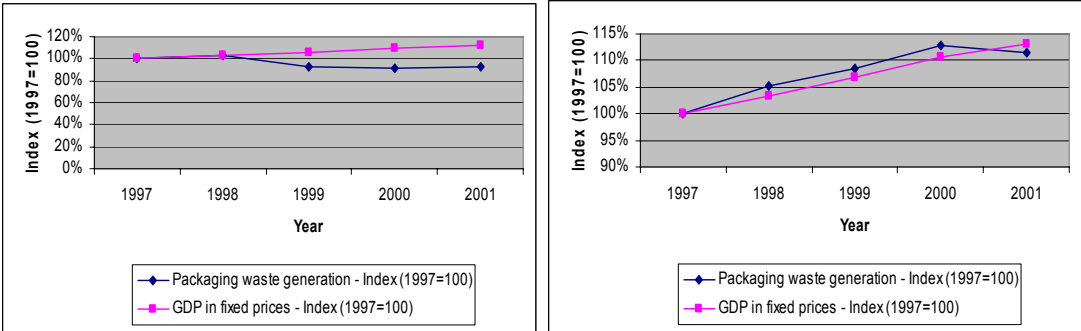 120%
100%
80%
60%
40%
20%
0%
Index (1997=100)
1997 1998 1999 2000 2001
Year
Packaging waste generation - Index (1997=100)
GDP in fixed prices - Index (1997=100)
115%
110%
105%
100%
95%
90%
Index (1997=100)
1997 1998 1999 2000 2001
Year
Packaging waste generation - Index (1997=100)
GDP in fixed prices - Index (1997=100)